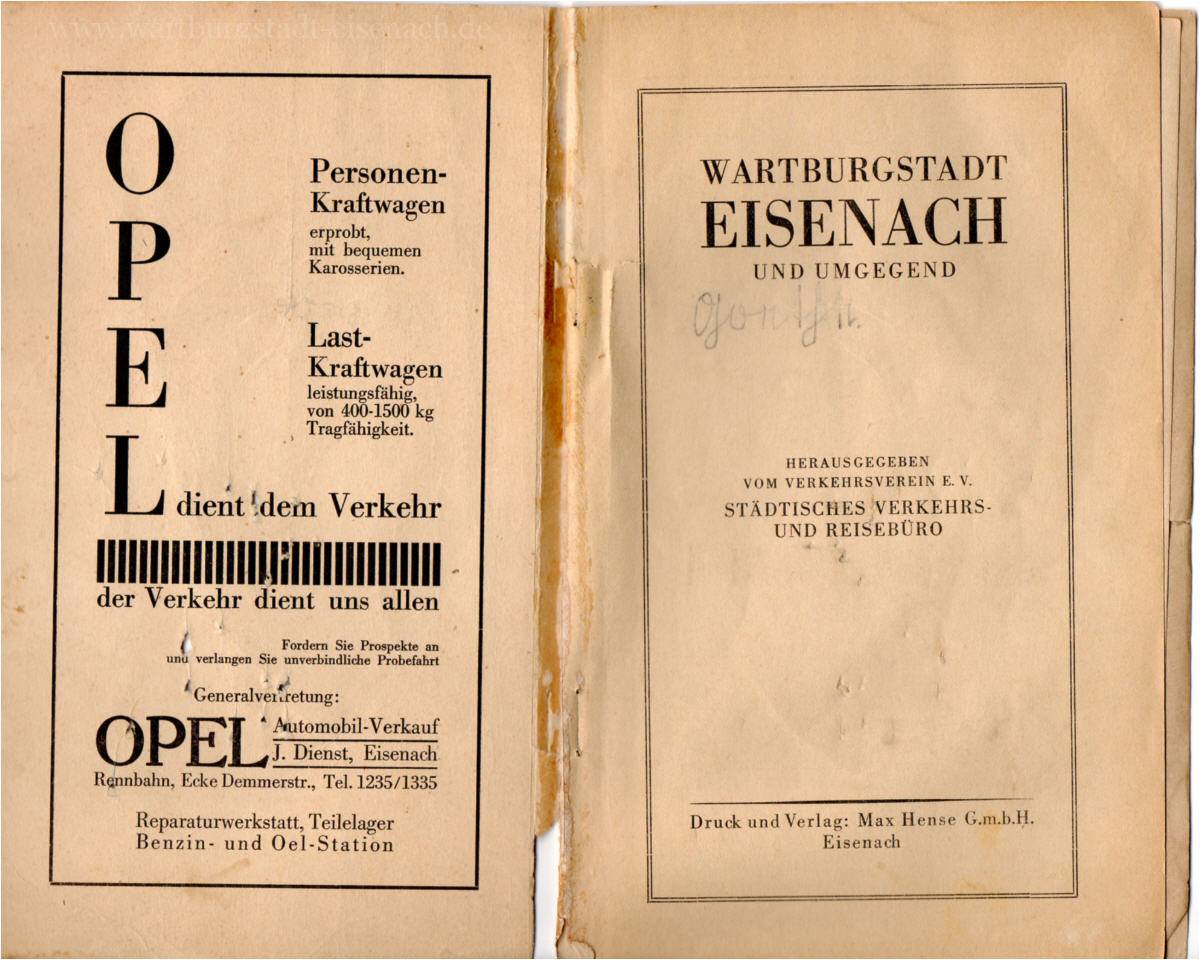 www.wartburgstadt-eisenach.de
OPEL
Personen-
Kraftwagen
erprobt,
mit bequemen
Karosserien.
Last-
Kraftwagen
leistungsfähig,
von 400-1500 kg
Tragfähigkeit.
dient dem Verkehr
der Verkehr dient uns allen
Fordern Sie Prospekte an
und verlangen Sie unverbindliche Probefahrt
Generalvertretung:
OPEL Automobil-Verkauf
J. Dienst, Eisenach
Rennbahn, Ecke Demmerstr., Tel. 1235/1335
Reparaturwerkstatt, Teilelager
Benzin- und Oel-Station
WARTBURGSTADT
EISENACH
UND UMGEGEND
HERAUSGEGEBEN
VOM VERKEHRSVEREIN E. V.
STÄDTISCHES VERKEHRS-
UND REISEBÜRO
Druck und Verlag: Max Hense G.m.b.H.
Eisenach